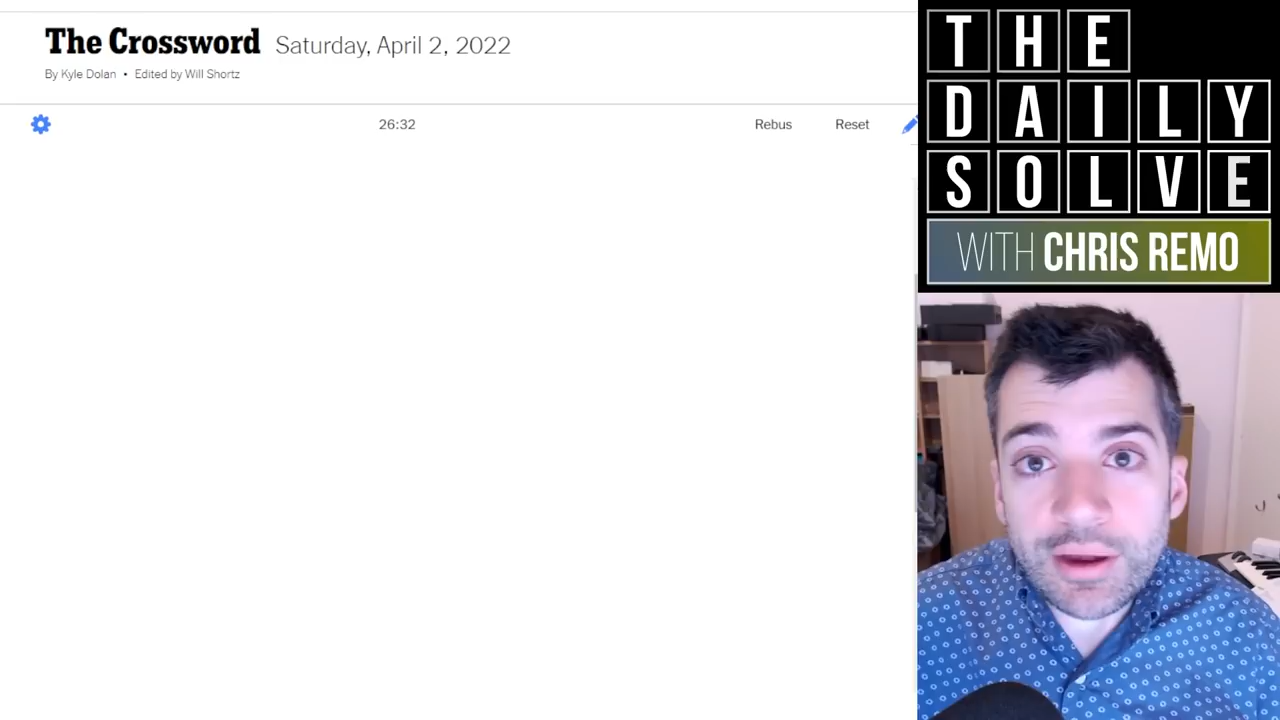 The Crossword Saturday, April 2, 2022
By Kyle Dolan • Edited by Will Shortz
26:32 Rebus Reset
THE
DAILY
SOLVE
WITH CHRIS REMO